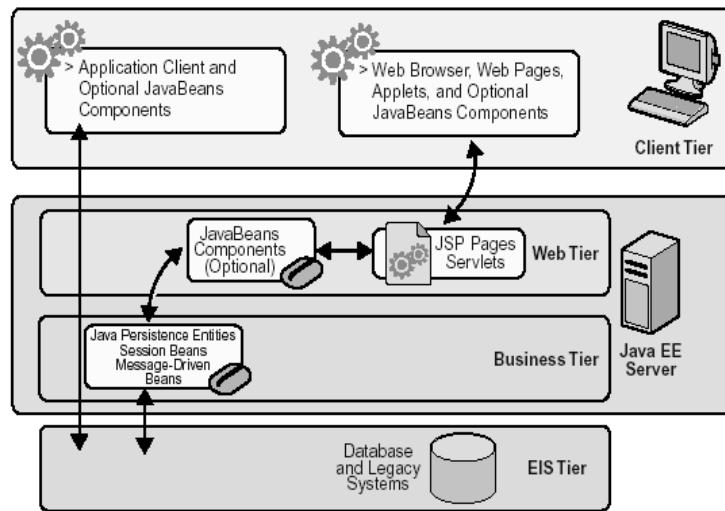 > Application Client and
Optional JavaBeans
Components
> Web Browser, Web Pages,
Applets, and Optional
JavaBeans Components
Client Tier
JavaBeans
Components
(Optional)
JSP Pages
Servlets
Web Tier
Java Persistence Entities
Session Beans
Message-Driven
Beans
Business Tier
Java EE
Server
Database
and Legacy
Systems
EIS Tier